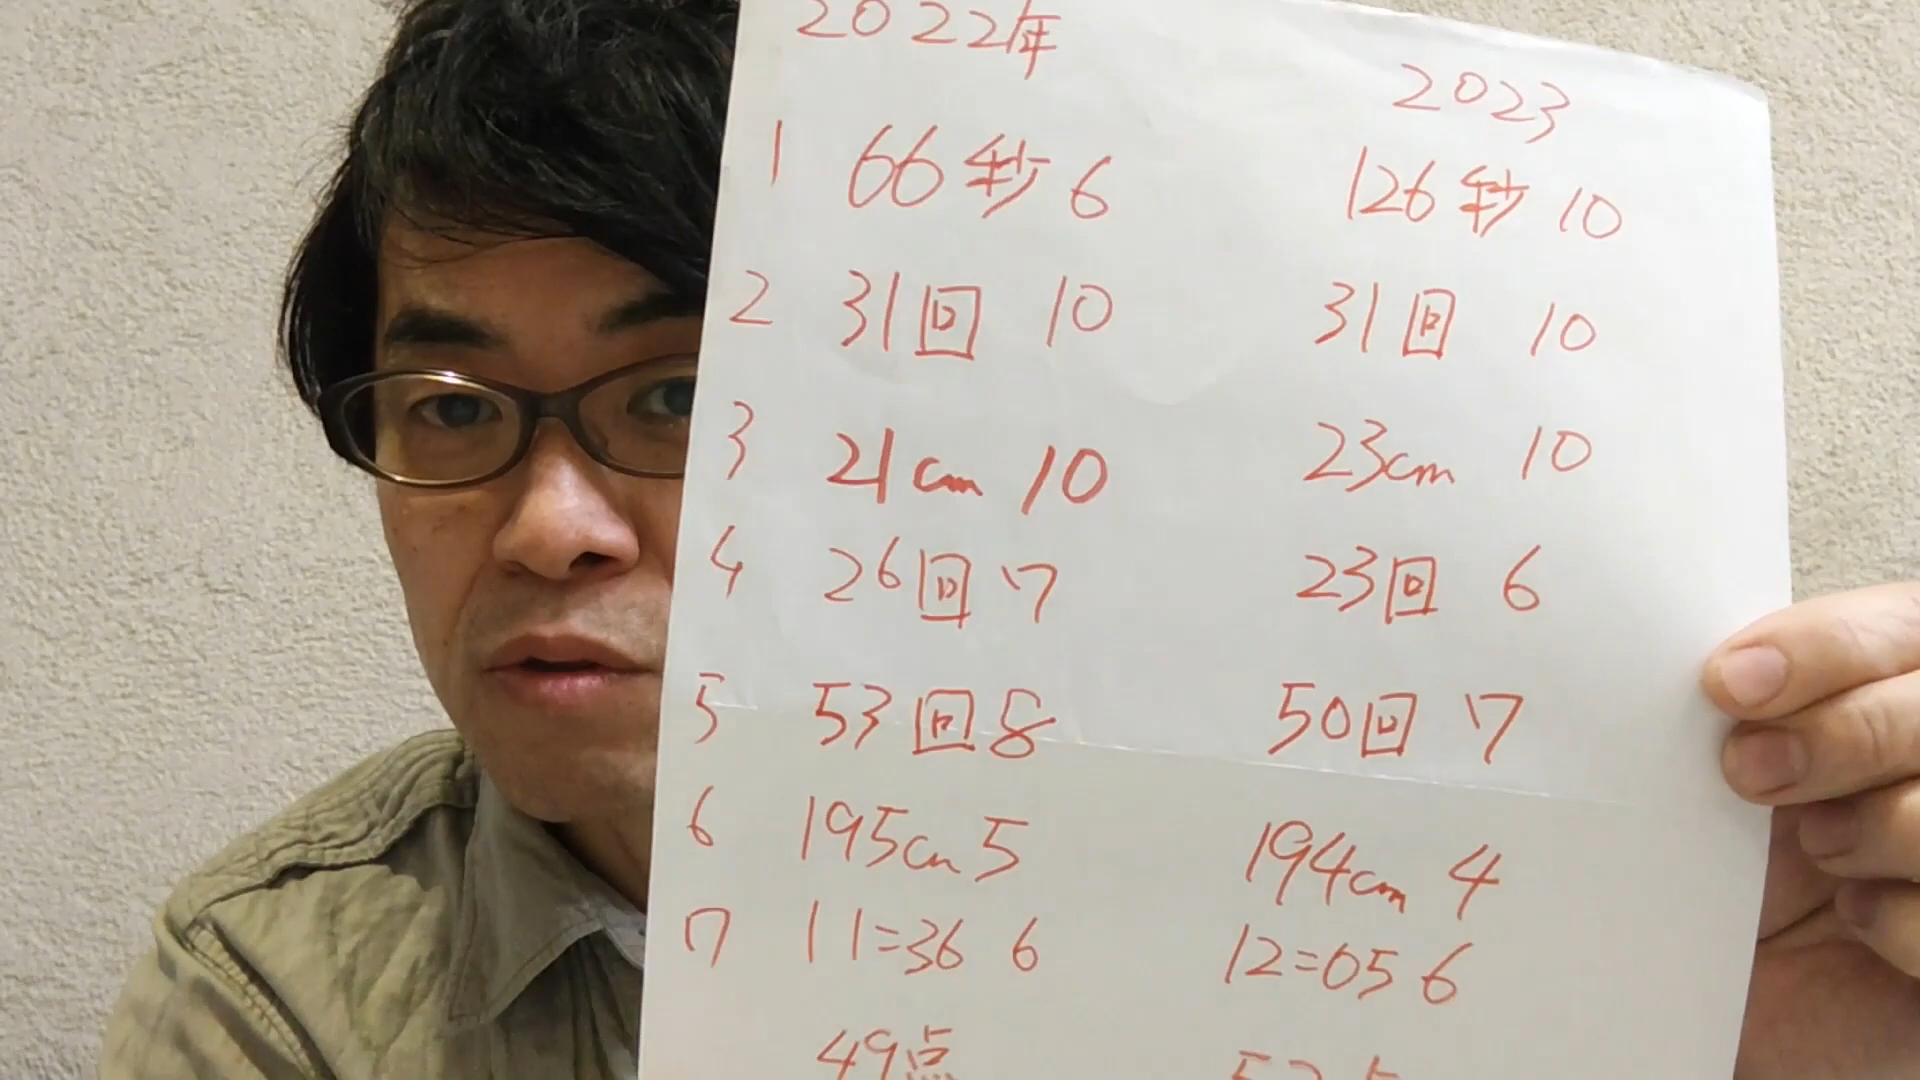 2022年 2023
1 66秒 6 126秒 10
2 31回 10 31回 10
3 21cm 10 23cm 10
4 26回 7 23回 6
5 53回 8 50回 7
6 195cm 5 194cm 4
7 11=36 6 12=05 6
49点